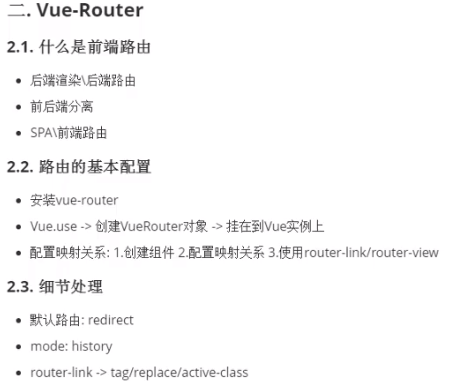 二. Vue-Router
2.1. 什么是前端路由
后端渲染\后端路由
前后端分离
SPA\前端路由
2.2. 路由的基本配置
安装vue-router
Vue.use -> 创建VueRouter对象 -> 挂在到Vue实例上
配置映射关系: 1.创建组件 2.配置映射关系 3.使用router-link/router-view
2.3. 细节处理
默认路由: redirect
mode: history
router-link -> tag/replace/active-class